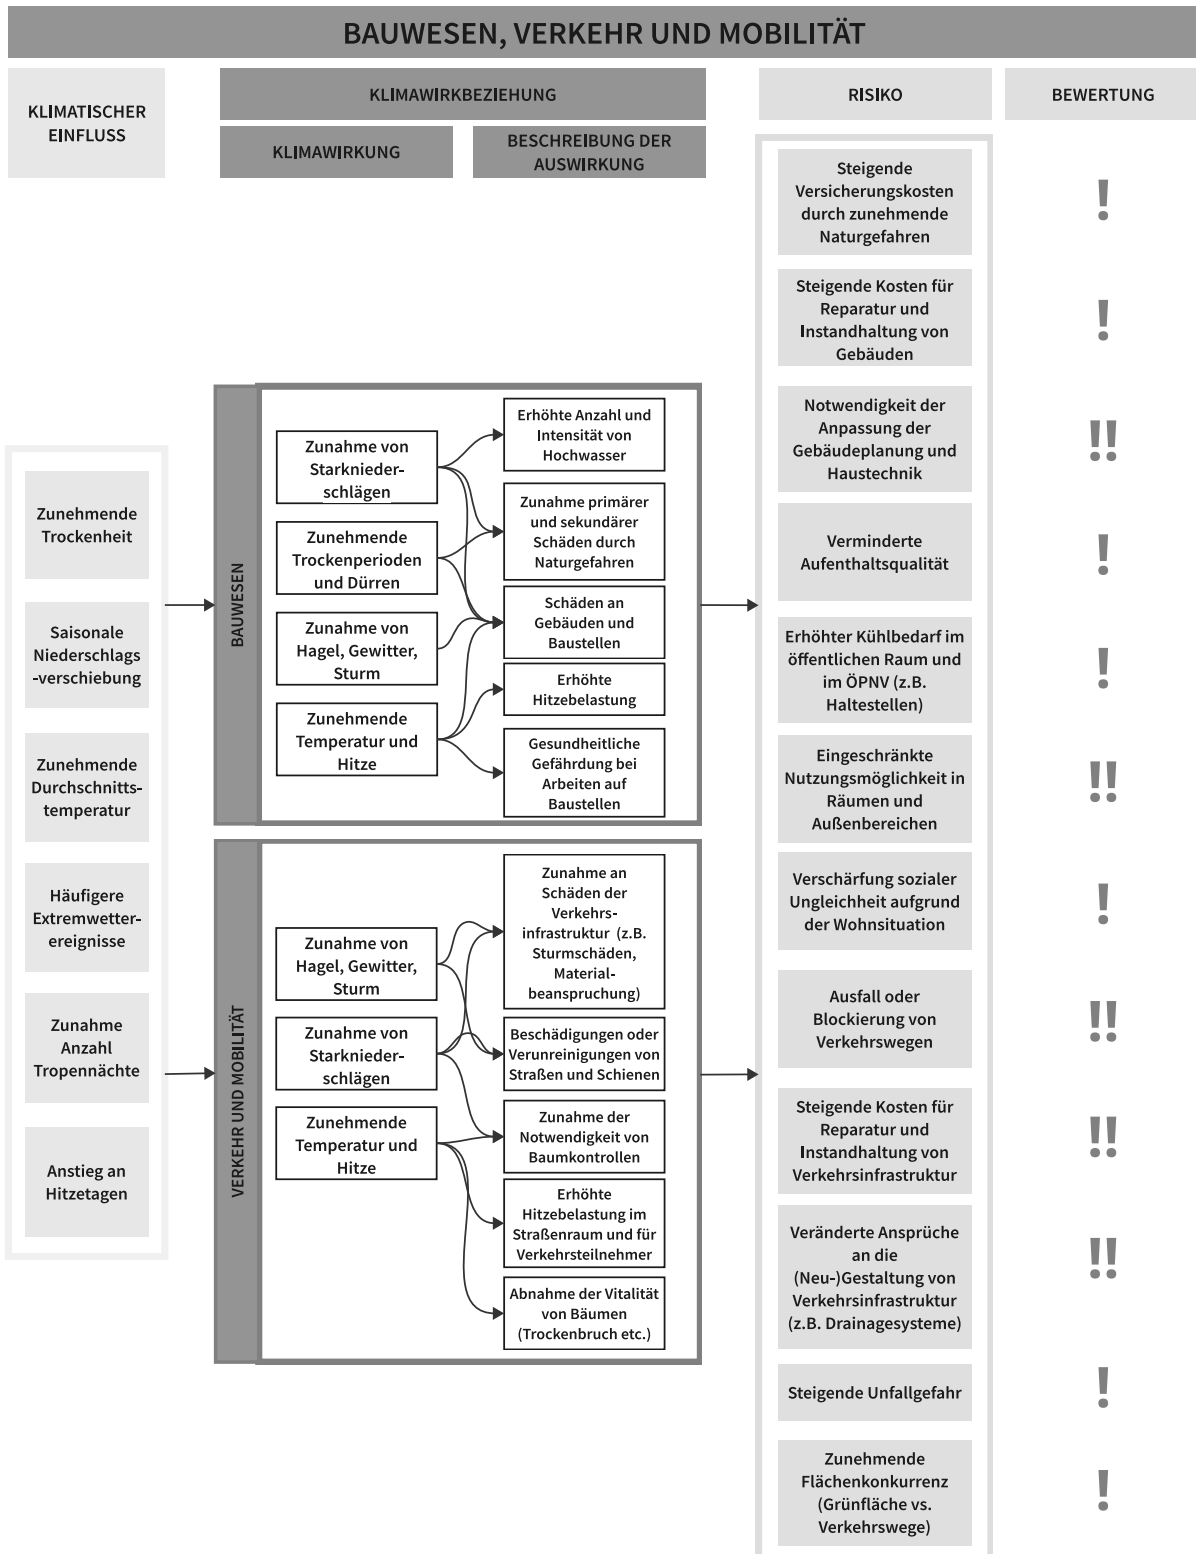 BAUWESEN, VERKEHR UND MOBILITÄT
KLIMATISCHER
EINFLUSS
KLIMAWIRKBEZIEHUNG
KLIMAWIRKUNG
BESCHREIBUNG DER
AUSWIRKUNG
RISIKO
BEWERTUNG
Zunehmende
Trockenheit
Saisonale
Niederschlags
-verschiebung
Zunehmende
Durchschnitts-
temperatur
Häufigere
Extremwetter-
ereignisse
Zunahme
Anzahl
Tropennächte
Anstieg an
Hitzetagen
BAUWESEN
Zunahme von
Starknieder-
schlägen
Zunehmende
Trockenperioden
und Dürren
Zunahme von
Hagel, Gewitter,
Sturm
Zunehmende
Temperatur und
Hitze
Erhöhte Anzahl und
Intensität von
Hochwasser
Zunahme primärer
und sekundärer
Schäden durch
Naturgefahren
Schäden an
Gebäuden und
Baustellen
Erhöhte
Hitzebelastung
Gesundheitliche
Gefährdung bei
Arbeiten auf
Baustellen
VERKEHR UND MOBILITÄT
Zunahme von
Hagel, Gewitter,
Sturm
Zunahme von
Starknieder-
schlägen
Zunehmende
Temperatur und
Hitze
Zunahme an
Schäden der
Verkehrs-
infrastruktur (z.B.
Sturmschäden,
Material-
beanspruchung)
Beschädigungen oder
Verunreinigungen von
Straßen und Schienen
Zunahme der
Notwendigkeit von
Baumkontrollen
Erhöhte
Hitzebelastung im
Straßenraum und für
Verkehrsteilnehmer
Abnahme der Vitalität
von Bäumen
(Trockenbruch etc.)
Steigende
Versicherungskosten
durch zunehmende
Naturgefahren
!
Steigende Kosten für
Reparatur und
Instandhaltung von
Gebäuden
!
Notwendigkeit der
Anpassung der
Gebäudeplanung und
Haustechnik
!!
Verminderte
Aufenthaltsqualität
!
Erhöhter Kühlbedarf im
öffentlichen Raum und
im ÖPNV (z.B.
Haltestellen)
!
Eingeschränkte
Nutzungsmöglichkeit in
Räumen und
Außenbereichen
!!
Verschärfung sozialer
Ungleichheit aufgrund
der Wohnsituation
!
Ausfall oder
Blockierung von
Verkehrswegen
!!
Steigende Kosten für
Reparatur und
Instandhaltung von
Verkehrsinfrastruktur
!!
Veränderte Ansprüche
an die
(Neu-)Gestaltung von
Verkehrsinfrastruktur
(z.B. Drainagesysteme)
!!
Steigende Unfallgefahr
!
Zunehmende
Flächenkonkurrenz
(Grünfläche vs.
Verkehrswege)
!